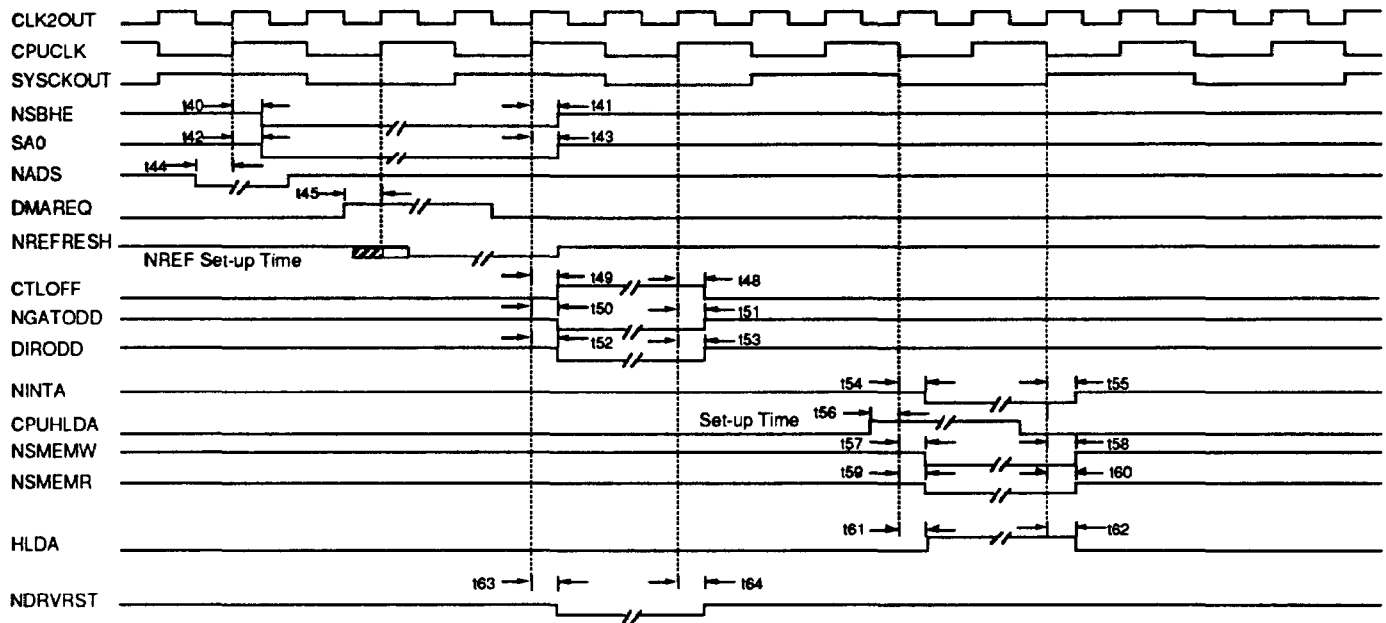 CLK2OUT
CPUCLK
SYSCKOUT
t40 t41
NSBHE
t42 t43
SA0
t44
NADS
t45
DMAREQ
NREFRESH
NREF Set-up Time
t49 t48
CTLOFF
t50 t51
NGATODD
t52 t53
DIRODD
t54 t55
NINTA
t56
CPUHLDA Set-up Time
t57 t58
NSMEMW
t59 t60
NSMEMR
t61 t62
HLDA
t63 t64
NDRVRST